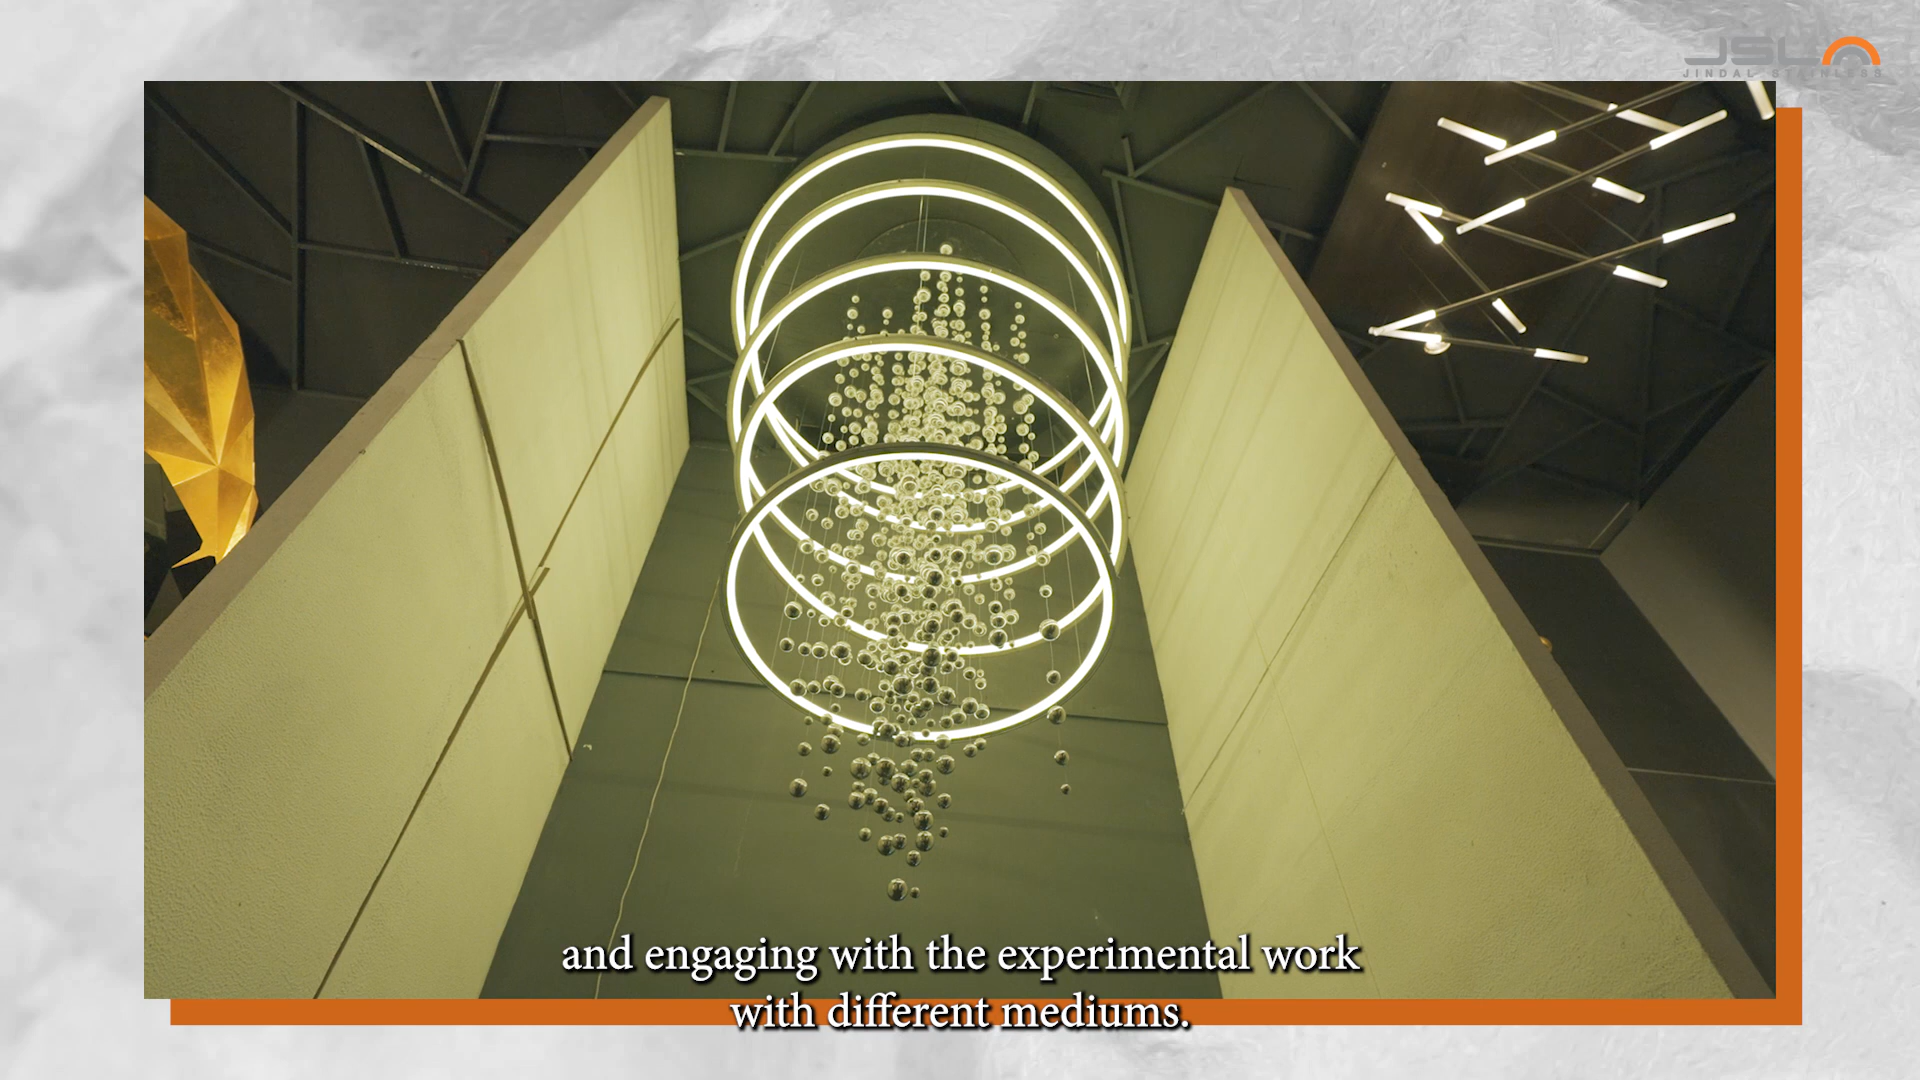 JSL
JINDAL STAINLESS
and engaging with the experimental work
with different mediums.